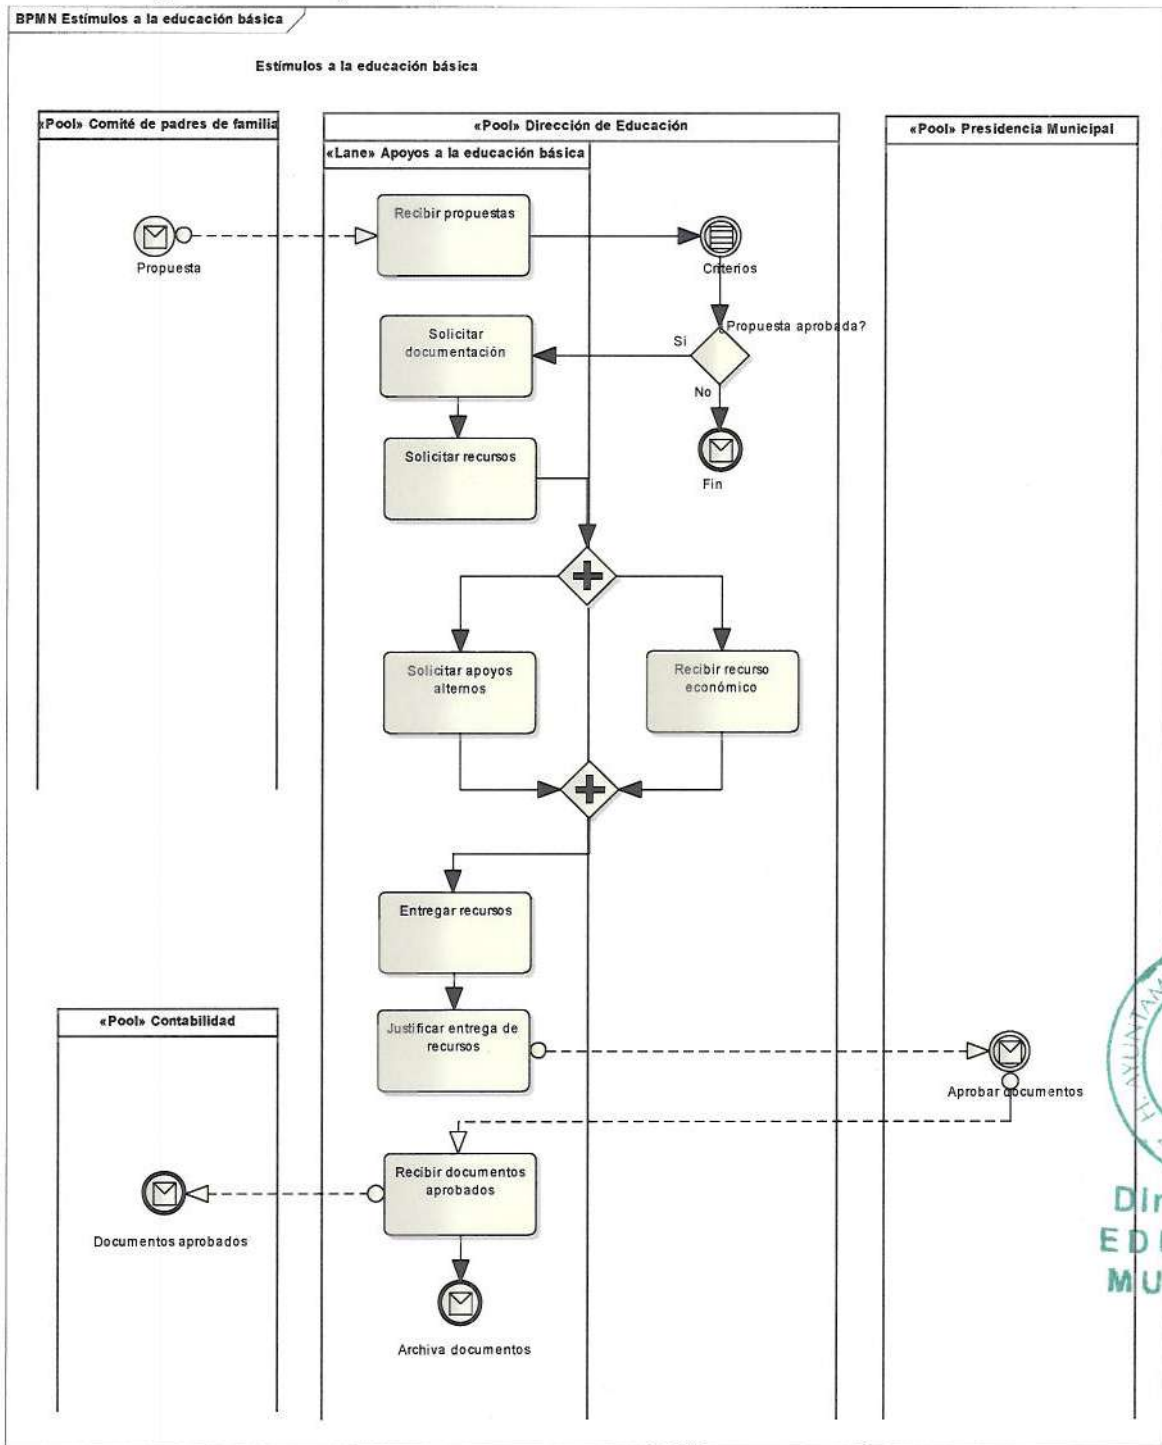 BPMN Estímulos a la educación básica
Estímulos a la educación básica
«Pool» Comité de padres de familia
«Pool» Dirección de Educación
«Pool» Presidencia Municipal
«Lane» Apoyos a la educación básica
Recibir propuestas
Propuesta
Criterios
Propuesta aprobada?
Solicitar
documentación
Si
No
Solicitar recursos
Fin
Solicitar apoyos
alternos
Recibir recurso
económico
Entregar recursos
«Pool» Contabilidad
Justificar entrega de
recursos
Aprobar documentos
Recibir documentos
aprobados
Documentos aprobados
Archiva documentos
H. AYUNTAM